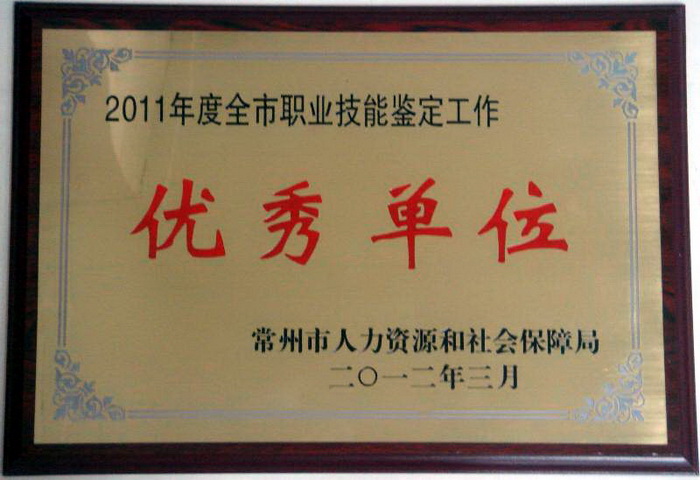 2011年度全市职业技能鉴定工作
优秀单位
常州市人力资源和社会保障局
二〇一二年三月